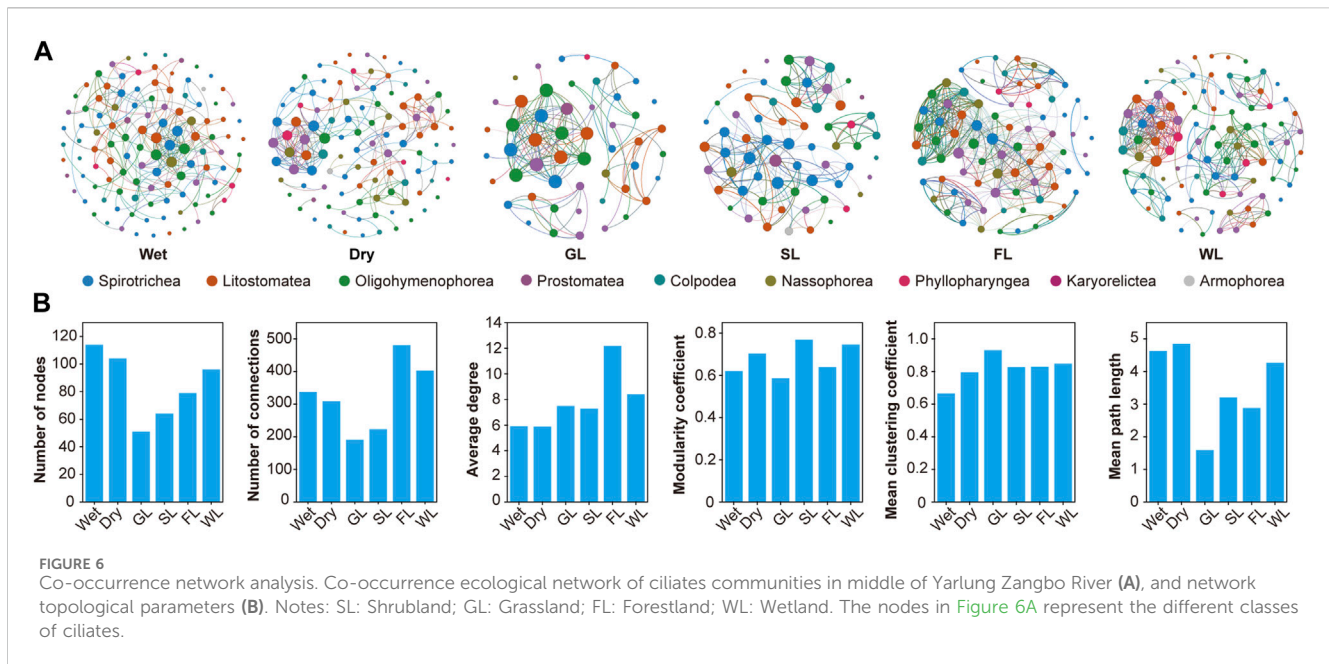 A
Wet Dry GL SL FL WL
Spirotrichea Litostomatea Oligohymenophorea Prostomatea Colpodea Nassophorea Phyllopharyngea Karyorelictea Armophorea
B
Number of nodes
120
100
80
60
40
20
0
Wet Dry GL SL FL WL
Number of connections
500
400
300
200
100
0
Wet Dry GL SL FL WL
Average degree
14
12
10
8
6
4
2
0
Wet Dry GL SL FL WL
Modularity coefficient
0.8
0.6
0.4
0.2
0
Wet Dry GL SL FL WL
Mean clustering coefficient
1.0
0.8
0.6
0.4
0.2
0
Wet Dry GL SL FL WL
Mean path length
5
4
3
2
1
0
Wet Dry GL SL FL WL
FIGURE 6
Co-occurrence network analysis. Co-occurrence ecological network of ciliates communities in middle of Yarlung Zangbo River (A), and network
topological parameters (B). Notes: SL: Shrubland; GL: Grassland; FL: Forestland; WL: Wetland. The nodes in Figure 6A represent the different classes
of ciliates.